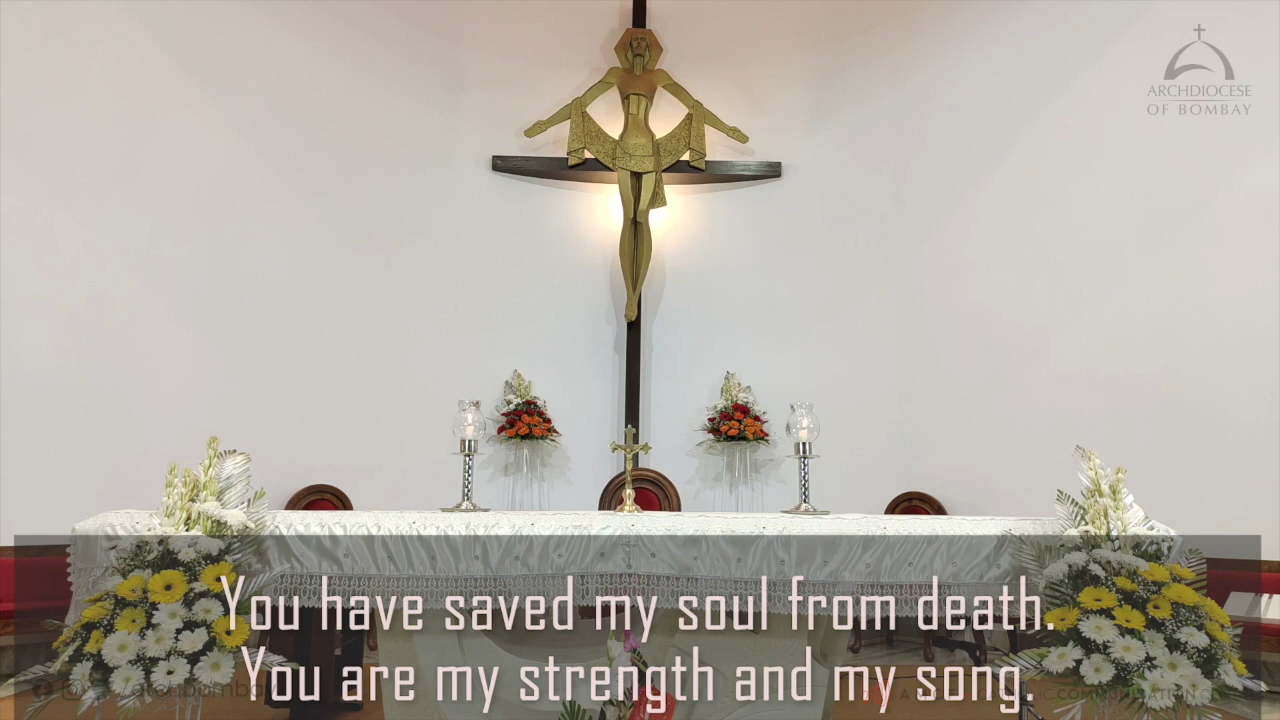 ARCHDIOCESE
OF BOMBAY
You have saved my soul from death.
You are my strength and my song.